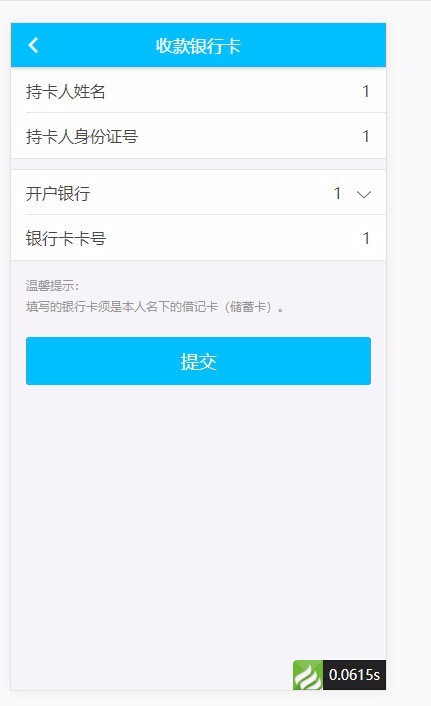 收款银行卡
持卡人姓名 1
持卡人身份证号 1
开户银行 1
银行卡卡号 1
温馨提示：
填写的银行卡须是本人名下的借记卡（储蓄卡）。
提交
0.0615s